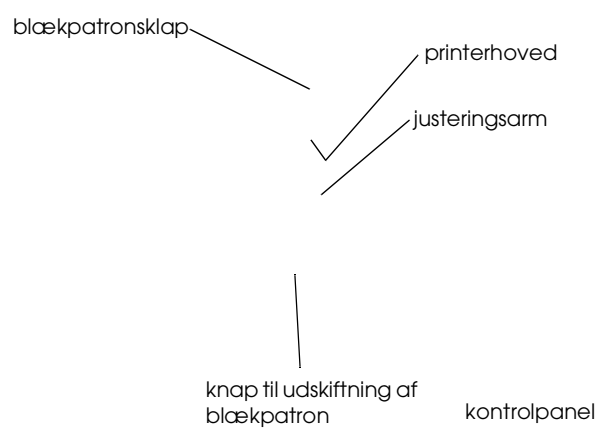 blækpatronsklap
printerhoved
justeringsarm
knap til udskiftning af
blækpatron
kontrolpanel